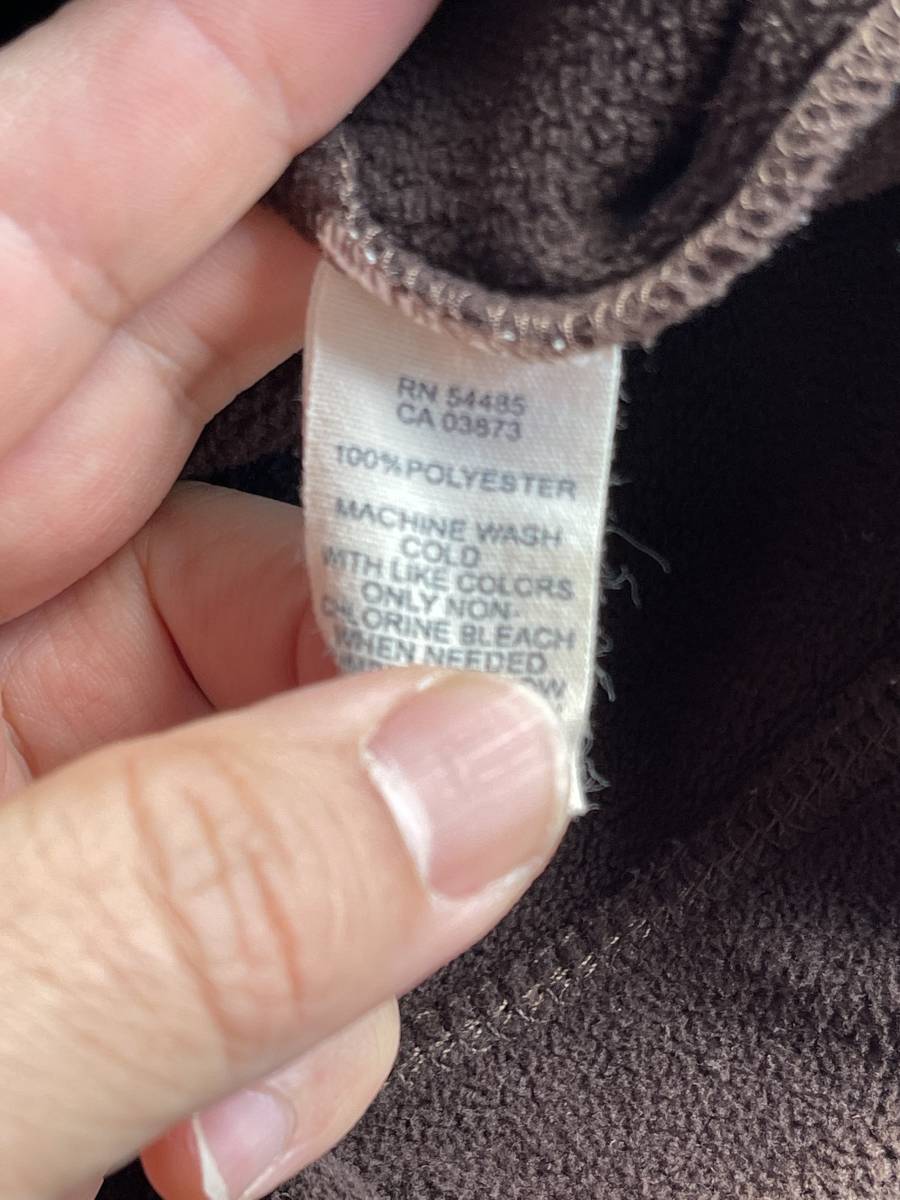 RN 54485
CA 03873
100% POLYESTER
MACHINE WASH
COLD
WITH LIKE COLORS
ONLY NON-
CHLORINE BLEACH
WHEN NEEDED